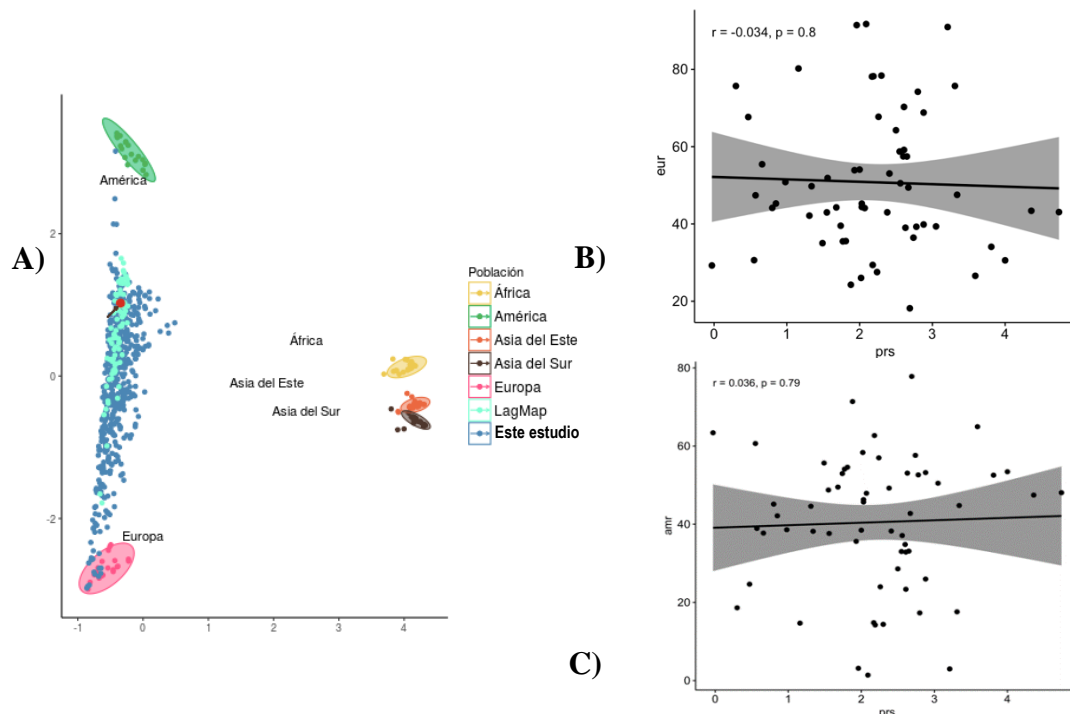 A)
América
2
0
-2
-1
0
1
2
3
4
África
Asia del Este
Asia del Sur
Europa
Población
África
América
Asia del Este
Asia del Sur
Europa
LagMap
Este estudio
B)
r = -0.034, p = 0.8
eur
80
60
40
20
0
1
2
3
4
prs
C)
r = 0.036, p = 0.79
amr
80
60
40
20
0
0
1
2
3
4
prs